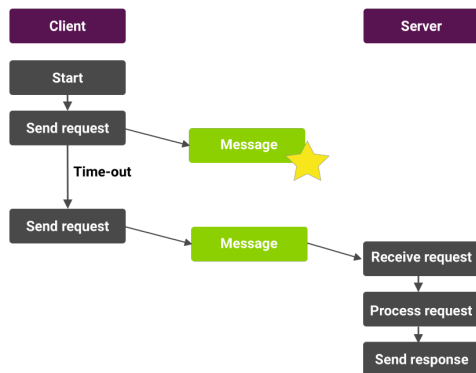 Client
Server
Start
Send request
Message
Time-out
Send request
Message
Receive request
Process request
Send response